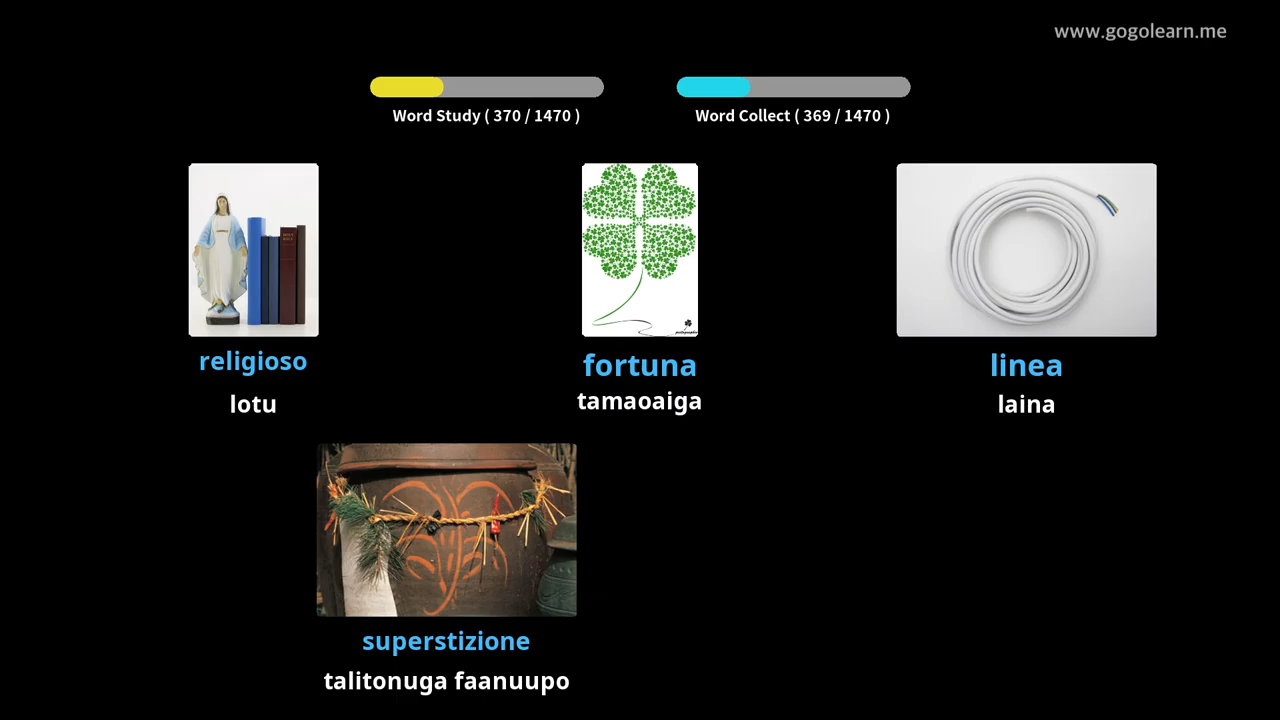 www.gogolearn.me
Word Study ( 370 / 1470 )
Word Collect ( 369 / 1470 )
religioso
fortuna
linea
lotu
tamaoaiga
laina
superstizione
talitonuga faanuupo